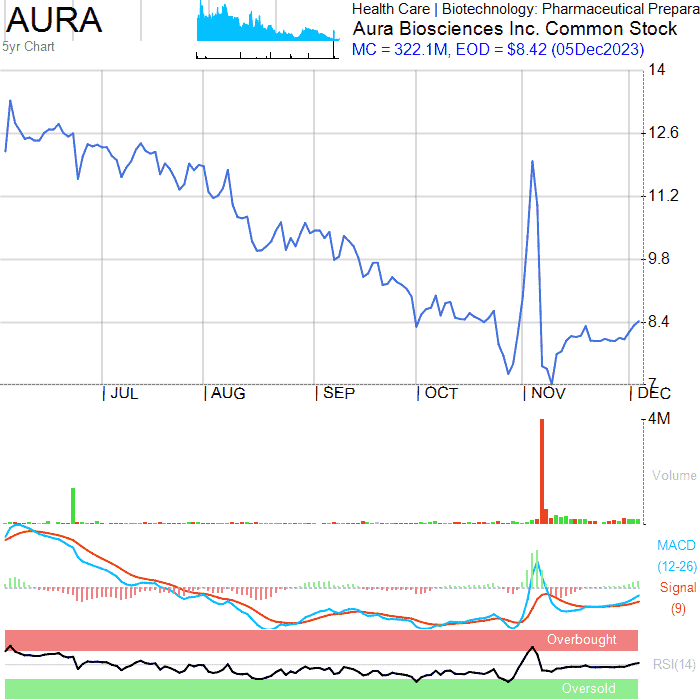 AURA
5yr Chart
Health Care | Biotechnology: Pharmaceutical Prepara
Aura Biosciences Inc. Common Stock
MC = 322.1M, EOD = $8.42 (05Dec2023)
14
12.6
11.2
9.8
8.4
7
JUL AUG SEP OCT NOV DEC
4M
Volume
MACD
(12-26)
Signal
(9)
Overbought
RSI(14)
Oversold